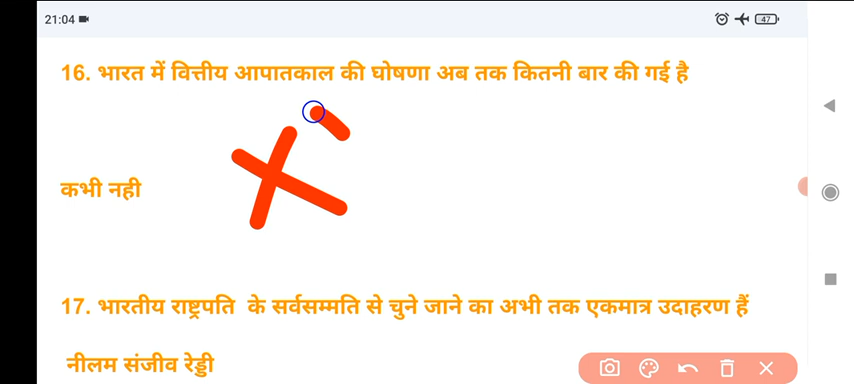 21:04
47
16. भारत में वित्तीय आपातकाल की घोषणा अब तक कितनी बार की गई है
कभी नही
17. भारतीय राष्ट्रपति के सर्वसम्मति से चुने जाने का अभी तक एकमात्र उदाहरण हैं
नीलम संजीव रेड्डी